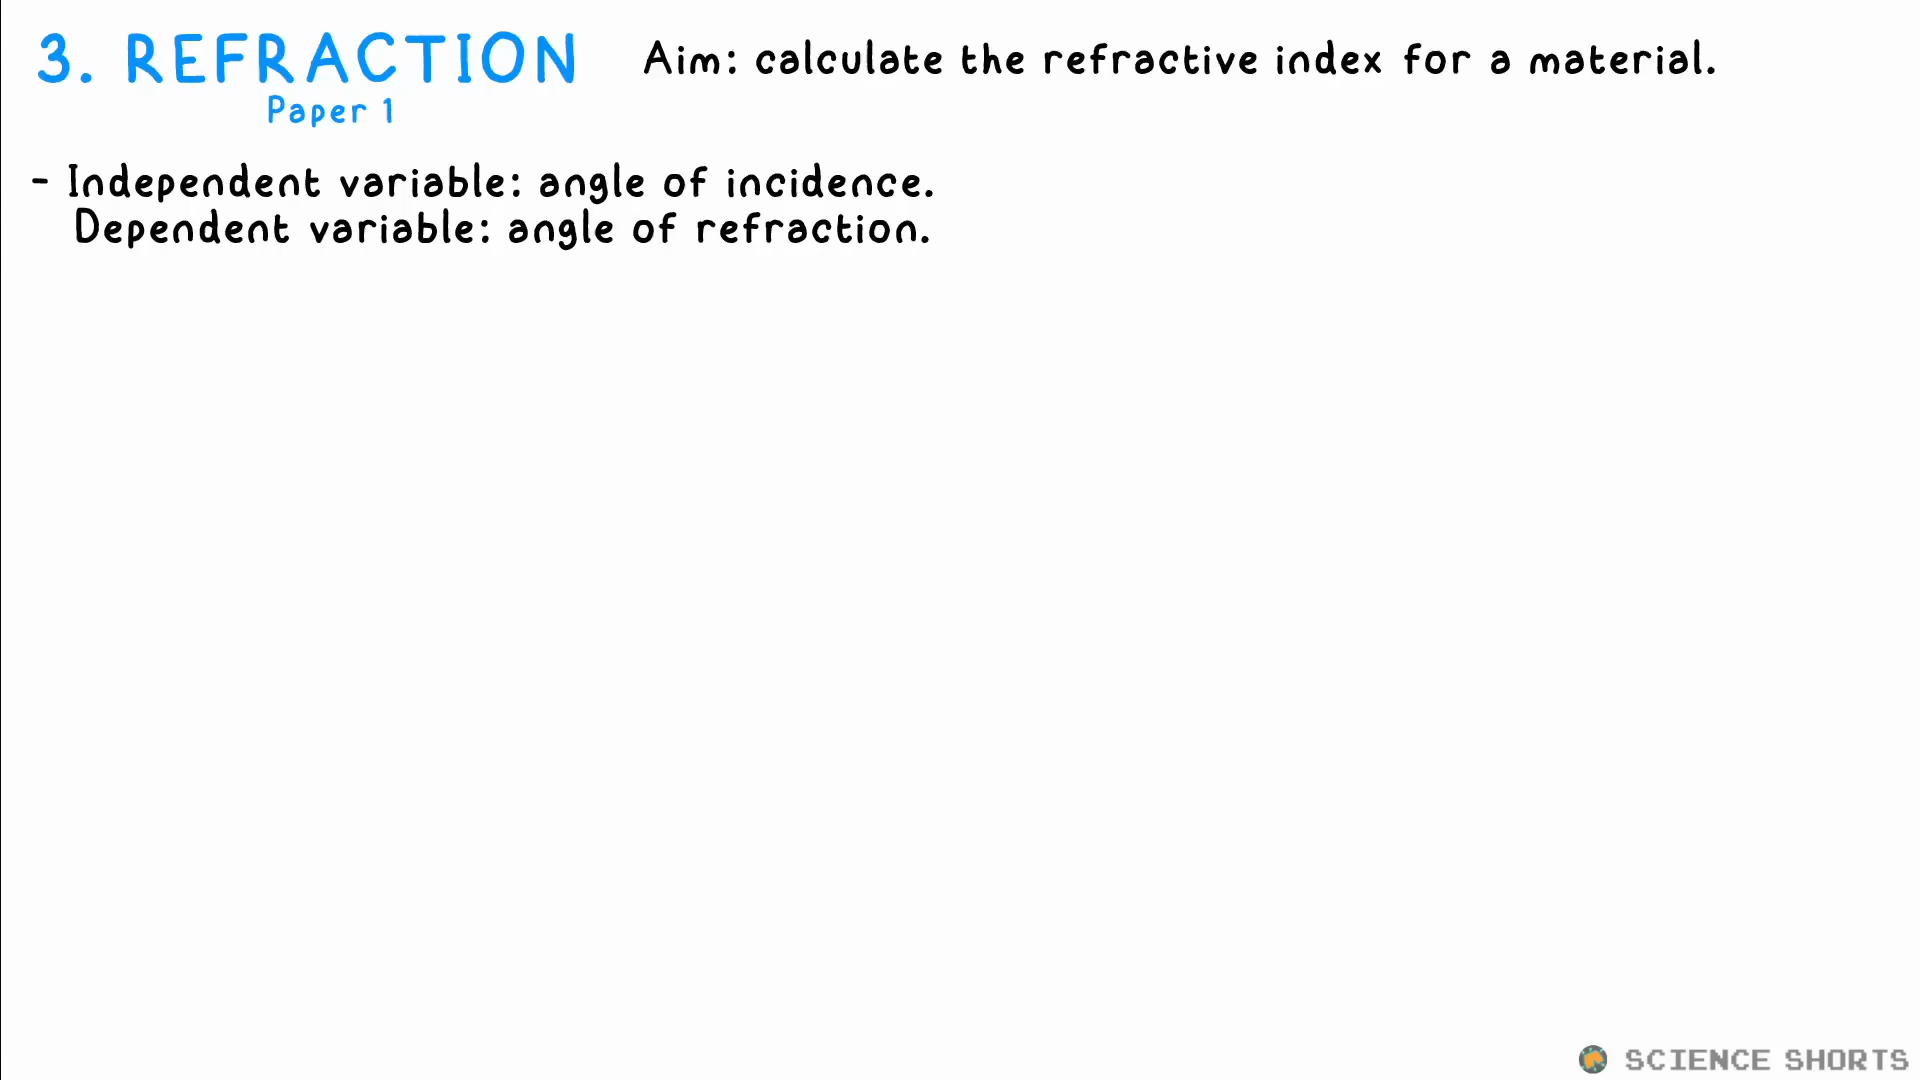 3. REFRACTION
Paper 1
Aim: calculate the refractive index for a material.
- Independent variable: angle of incidence.
Dependent variable: angle of refraction.
SCIENCE SHORTS